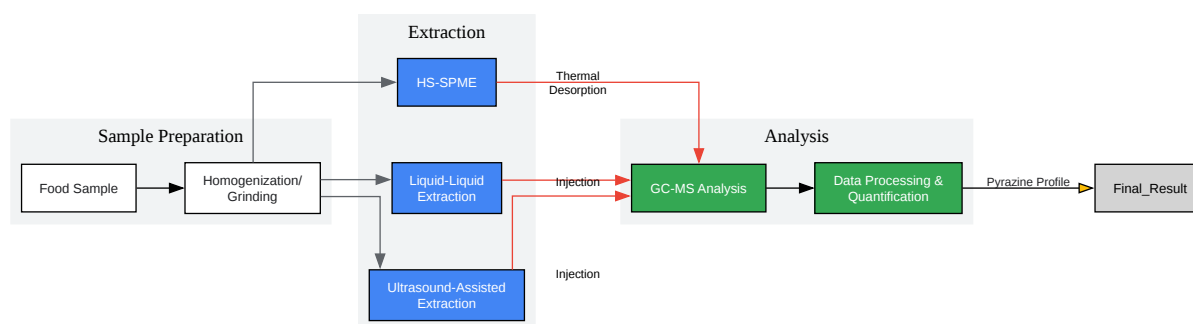 Extraction
HS-SPME
Thermal
Desorption
Sample Preparation
Food Sample
Homogenization/
Grinding
Liquid-Liquid
Extraction
Injection
Analysis
GC-MS Analysis
Data Processing &
Quantification
Pyrazine Profile
Final_Result
Ultrasound-Assisted
Extraction
Injection